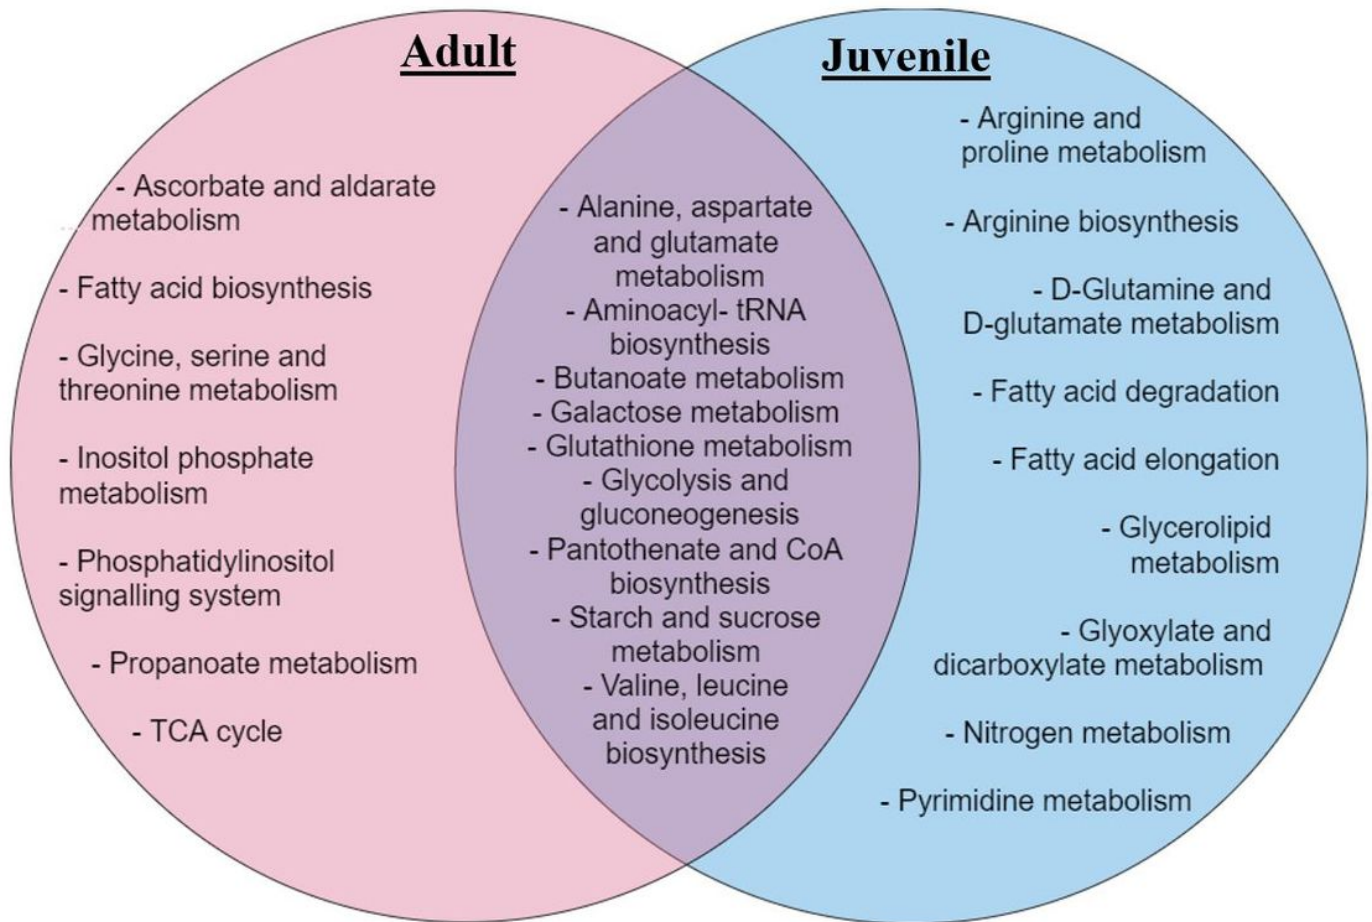 Adult
- Ascorbate and aldarate
metabolism
- Fatty acid biosynthesis
- Glycine, serine and
threonine metabolism
- Inositol phosphate
metabolism
- Phosphatidylinositol
signalling system
- Propanoate metabolism
- TCA cycle
- Alanine, aspartate
and glutamate
metabolism
- Aminoacyl- tRNA
biosynthesis
- Butanoate metabolism
- Galactose metabolism
- Glutathione metabolism
- Glycolysis and
gluconeogenesis
- Pantothenate and CoA
biosynthesis
- Starch and sucrose
metabolism
- Valine, leucine
and isoleucine
biosynthesis
Juvenile
- Arginine and
proline metabolism
- Arginine biosynthesis
- D-Glutamine and
D-glutamate metabolism
- Fatty acid degradation
- Fatty acid elongation
- Glycerolipid
metabolism
- Glyoxylate and
dicarboxylate metabolism
- Nitrogen metabolism
- Pyrimidine metabolism